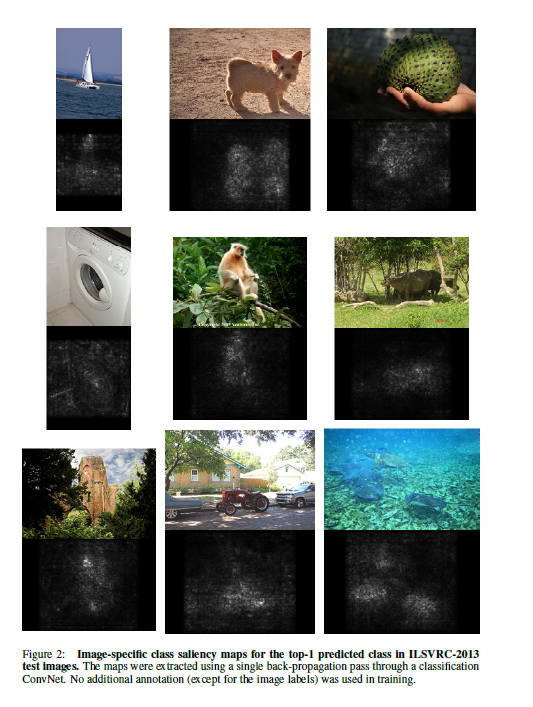 Figure 2: Image-specific class saliency maps for the top-1 predicted class in ILSVRC-2013
test images. The maps were extracted using a single back-propagation pass through a classification
ConvNet. No additional annotation (except for the image labels) was used in training.